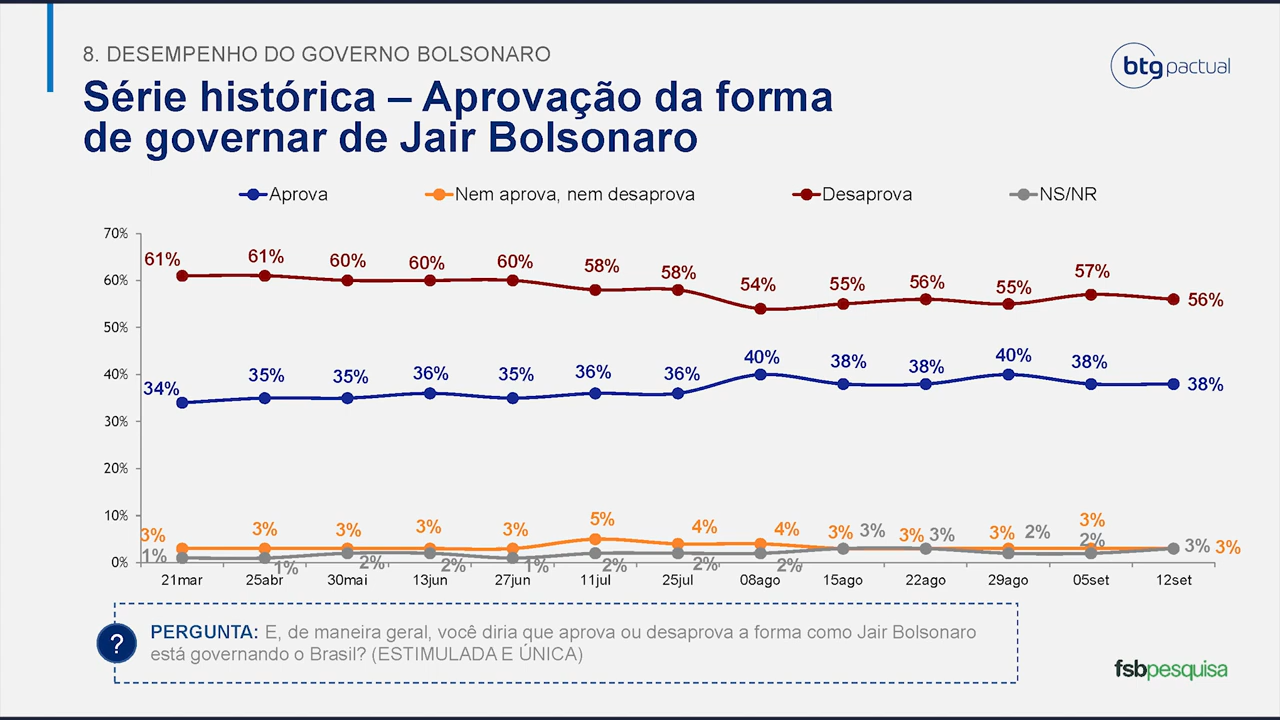 8. DESEMPENHO DO GOVERNO BOLSONARO
btgpactual
Série histórica – Aprovação da forma
de governar de Jair Bolsonaro
Aprova Nem aprova, nem desaprova Desaprova NS/NR
70%
60%
50%
40%
30%
20%
10%
0%
61% 61% 60% 60% 60% 58% 58% 54% 55% 56% 55% 57% 56%
34% 35% 35% 36% 35% 36% 36% 40% 38% 38% 40% 38% 38%
3% 3% 3% 3% 3% 5% 4% 4% 3% 3% 3% 3% 3%
1% 1% 2% 2% 1% 2% 2% 2% 3% 3% 2% 2% 3%
21mar 25abr 30mai 13jun 27jun 11jul 25jul 08ago 15ago 22ago 29ago 05set 12set
?
PERGUNTA: E, de maneira geral, você diria que aprova ou desaprova a forma como Jair Bolsonaro
está governando o Brasil? (ESTIMULADA E ÚNICA)
fsbpesquisa